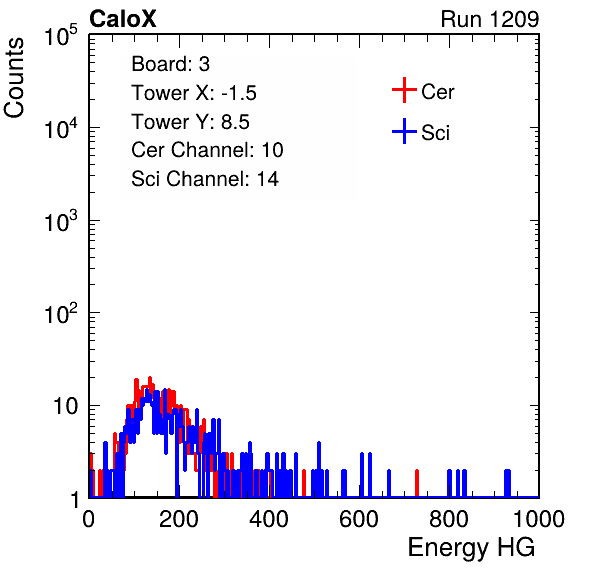 CaloX Run 1209
Counts
10^5
10^4
10^3
10^2
10
1
Board: 3
Tower X: -1.5
Tower Y: 8.5
Cer Channel: 10
Sci Channel: 14
Cer
Sci
0 200 400 600 800 1000
Energy HG